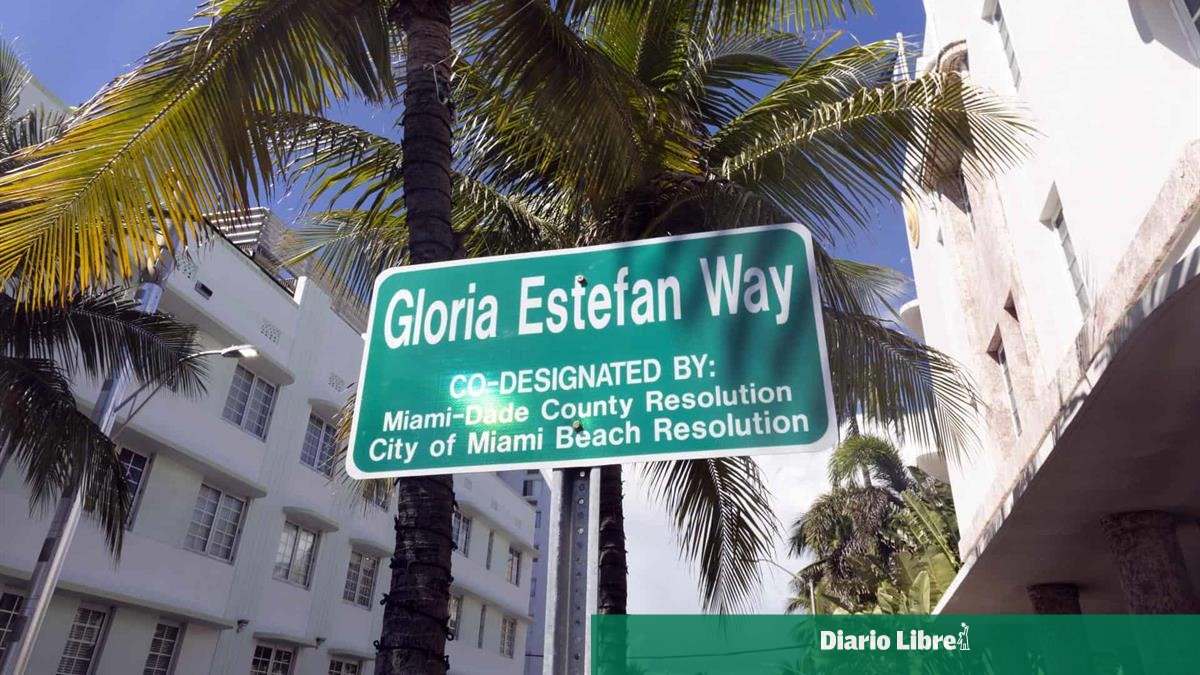 Gloria Estefan Way
CO-DESIGNATED BY:
Miami-Dade County Resolution
City of Miami Beach Resolution
Diario Libre